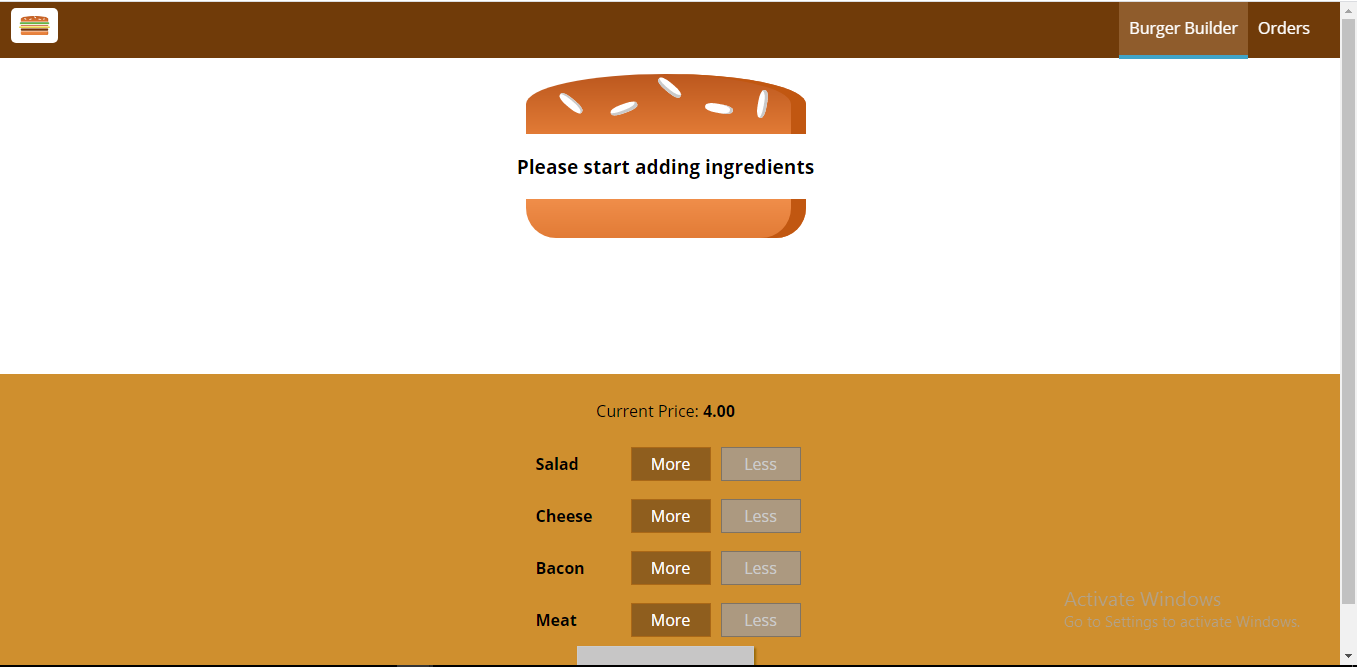 Burger Builder Orders
Please start adding ingredients
Current Price: 4.00
Salad More Less
Cheese More Less
Bacon More Less
Meat More Less
Activate Windows
Go to Settings to activate Windows.